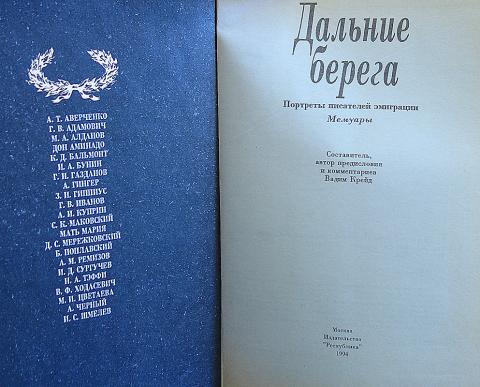 А. Т. АВЕРЧЕНКО
Г. В. АДАМОВИЧ
М. А. АЛДАНОВ
ДОН АМИНАДО
К. Д. БАЛЬМОНТ
И. А. БУНИН
Г. И. ГАЗДАНОВ
А. ГИНГЕР
З. Н. ГИППИУС
Г. В. ИВАНОВ
А. И. КУПРИН
С. К. МАКОВСКИЙ
МАТЬ МАРИЯ
Д. С. МЕРЕЖКОВСКИЙ
Б. ПОПЛАВСКИЙ
А. М. РЕМИЗОВ
И. Д. СУРГУЧЕВ
Н. А. ТЭФФИ
В. Ф. ХОДАСЕВИЧ
М. И. ЦВЕТАЕВА
А. ЧЕРНЫЙ
И. С. ШМЕЛЕВ
Дальние
берега
Портреты писателей эмиграции
Мемуары
Составитель,
автор предисловия
и комментариев
Вадим Крейд
Москва
Издательство
"Республика"
1994